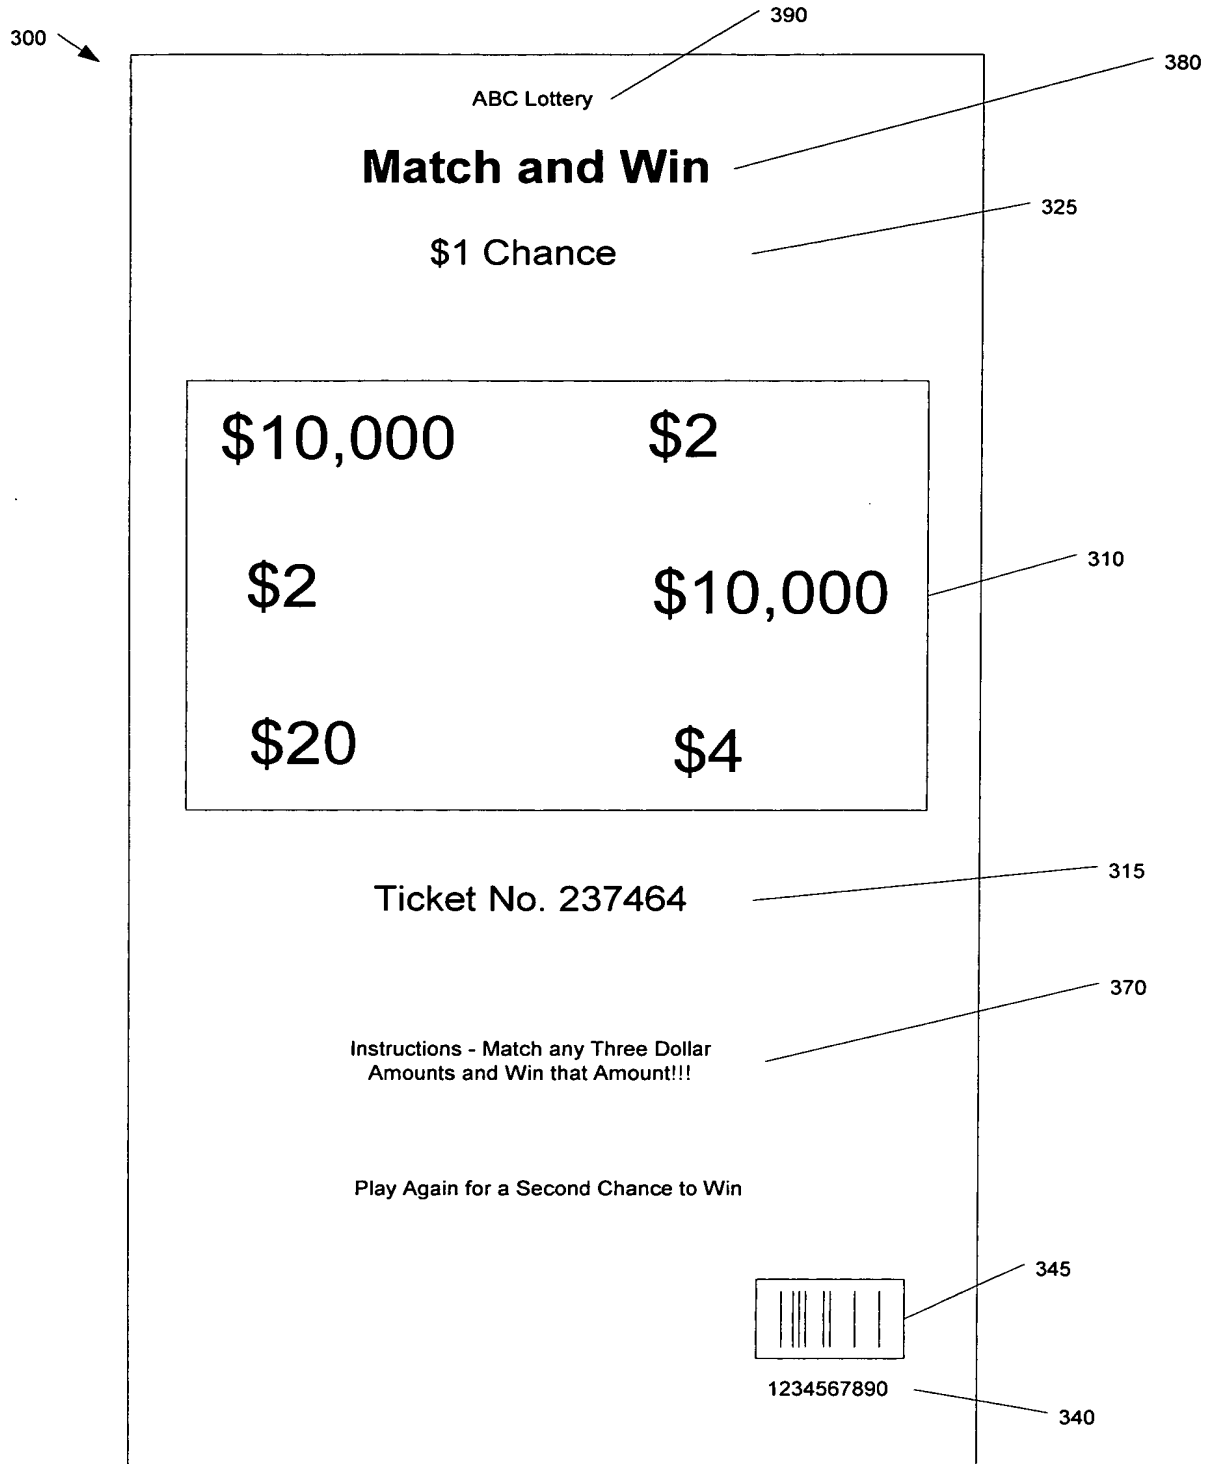 390
300
380
ABC Lottery
Match and Win
325
$1 Chance
$10,000 $2
310
$2 $10,000
$20 $4
315
Ticket No. 237464
370
Instructions - Match any Three Dollar
Amounts and Win that Amount!!!
Play Again for a Second Chance to Win
345
1234567890
340